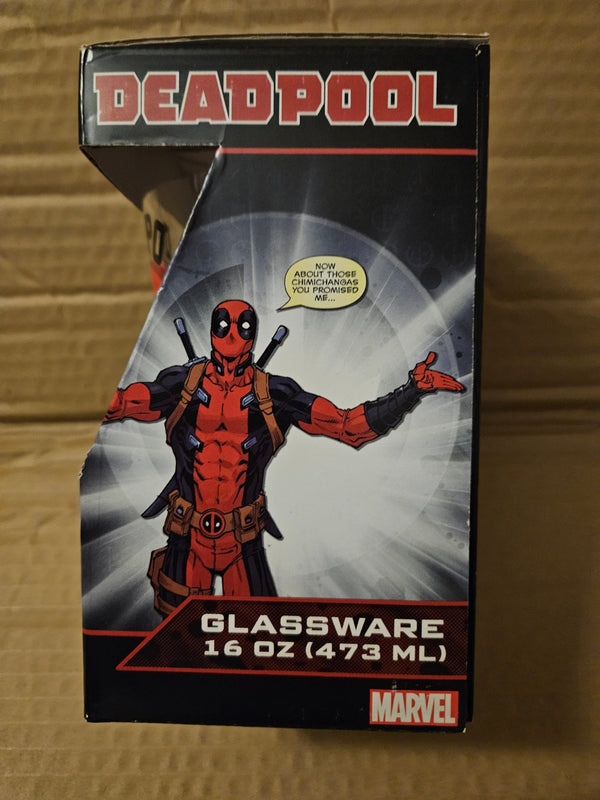 DEADPOOL
NOW
ABOUT THOSE
CHIMICHANGAS
YOU PROMISED
ME...
GLASSWARE
16 OZ (473 ML)
MARVEL